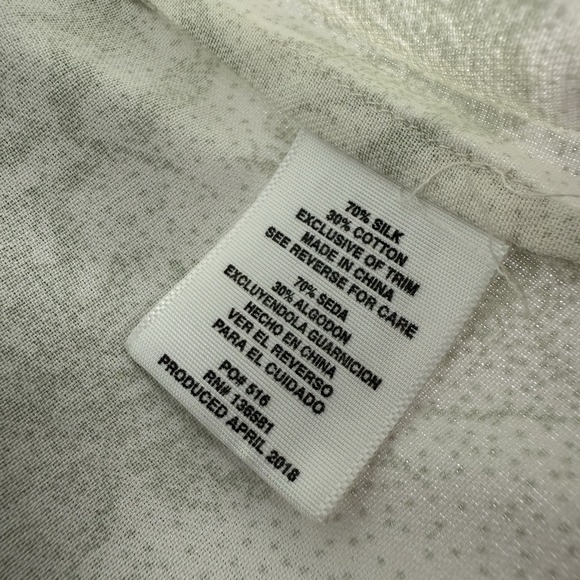 70% SILK
30% COTTON
EXCLUSIVE OF TRIM
MADE IN CHINA
SEE REVERSE FOR CARE
70% SEDA
30% ALGODON
EXCLUYENDOLA GUARNICION
HECHO EN CHINA
VER EL REVERSO
PARA EL CUIDADO
PO# 516
RN# 136581
PRODUCED APRIL 2018